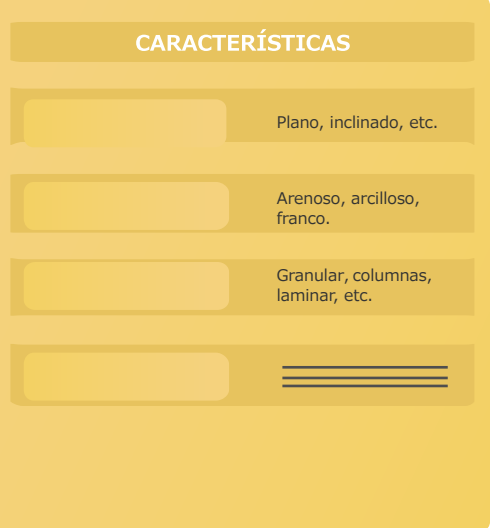 CARACTERÍSTICAS
Plano, inclinado, etc.
Arenoso, arcilloso,
franco.
Granular, columnas,
laminar, etc.